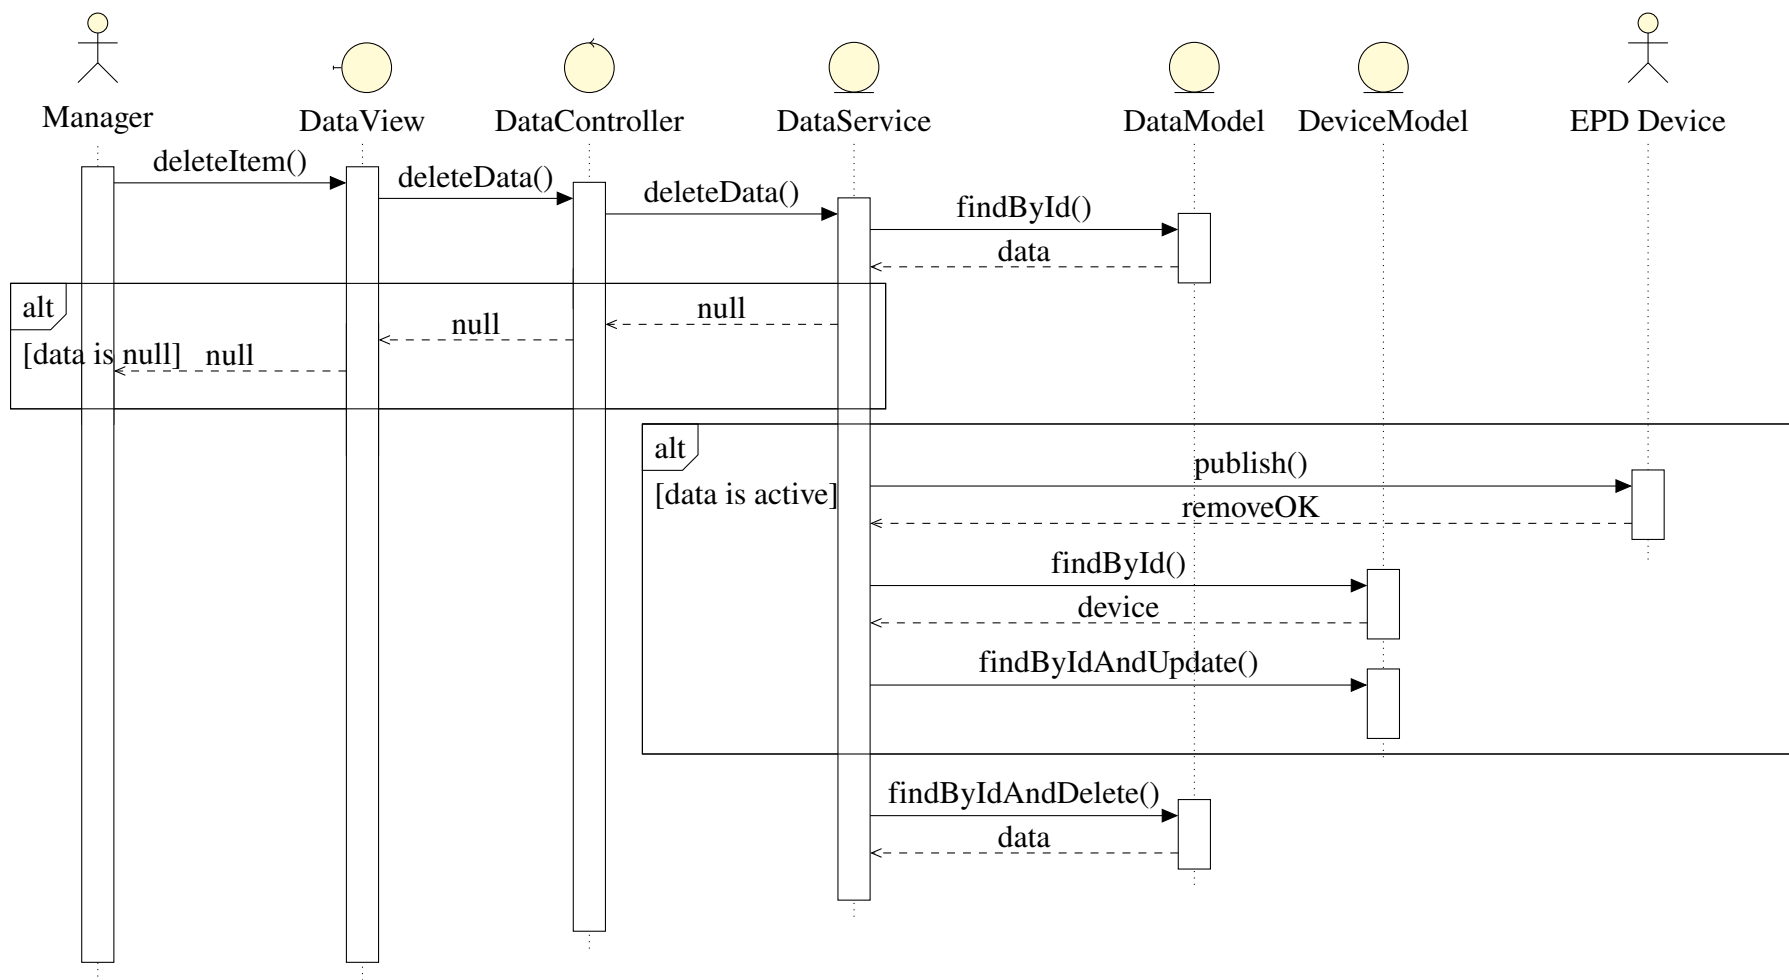 Manager
DataView
DataController
DataService
DataModel
DeviceModel
EPD Device
deleteItem()
deleteData()
deleteData()
findById()
data
alt
null
null
[data is null]
null
alt
publish()
[data is active]
removeOK
findById()
device
findByIdAndUpdate()
findByIdAndDelete()
data